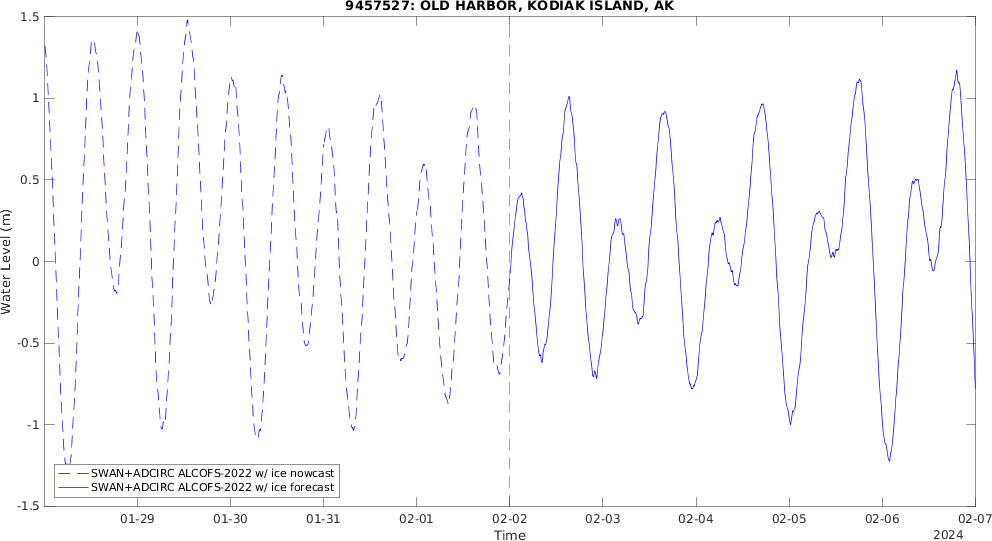 9457527: OLD HARBOR, KODIAK ISLAND, AK
Water Level (m)
1.5
1
0.5
0
-0.5
-1
-1.5
SWAN+ADCIRC ALCOFS-2022 w/ ice nowcast
SWAN+ADCIRC ALCOFS-2022 w/ ice forecast
01-29 01-30 01-31 02-01 02-02 02-03 02-04 02-05 02-06 02-07
Time
2024